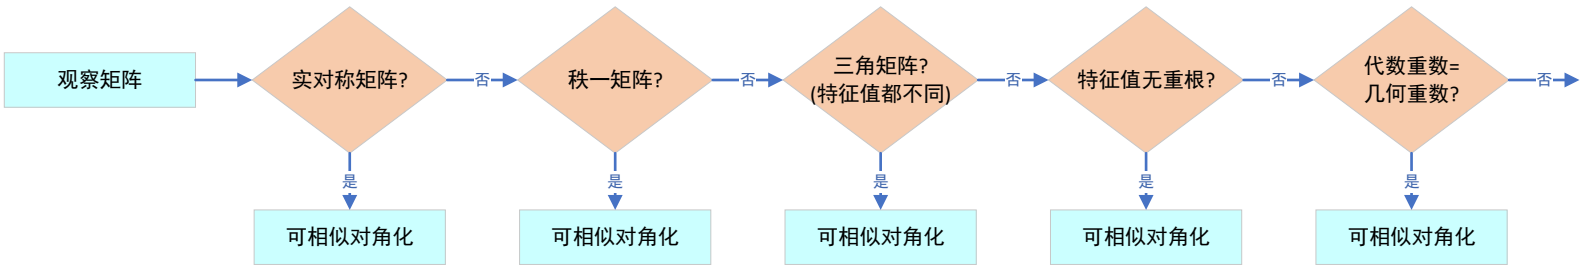 观察矩阵
实对称矩阵?
否
秩一矩阵?
否
三角矩阵?
(特征值都不同)
否
特征值无重根?
否
代数重数=
几何重数?
否
是
是
是
是
是
可相似对角化
可相似对角化
可相似对角化
可相似对角化
可相似对角化